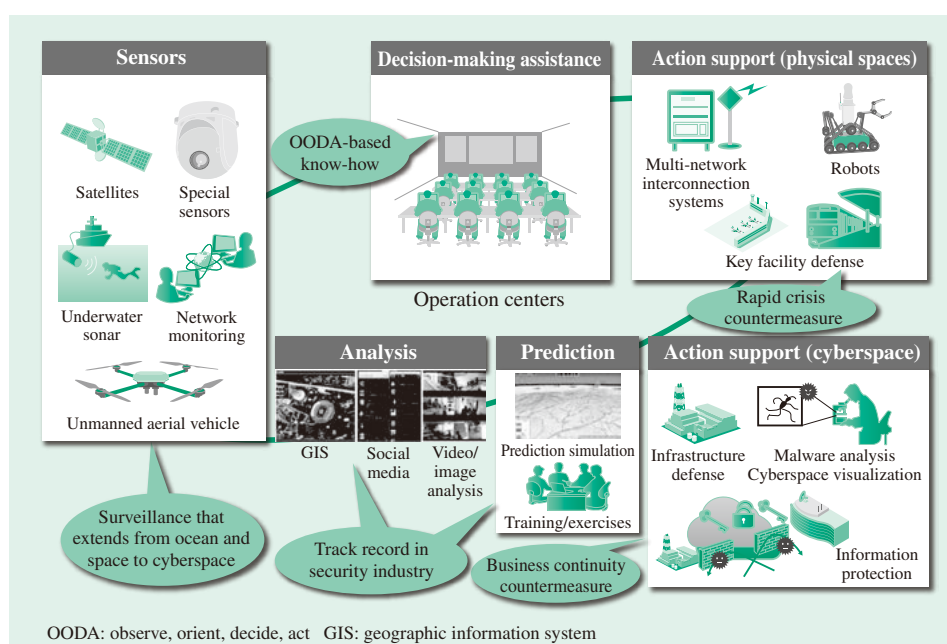 Sensors
Satellites
Special
sensors
Underwater
sonar
Network
monitoring
Unmanned aerial vehicle
Surveillance that
extends from ocean and
space to cyberspace
OODA-based
know-how
Decision-making assistance
Operation centers
Action support (physical spaces)
Multi-network
interconnection
systems
Robots
Key facility defense
Rapid crisis
countermeasure
Analysis
GIS
Social
media
Video/
image
analysis
Track record in
security industry
Prediction
Prediction simulation
Training/exercises
Business continuity
countermeasure
Action support (cyberspace)
Infrastructure
defense
Malware analysis
Cyberspace visualization
Information
protection
OODA: observe, orient, decide, act GIS: geographic information system